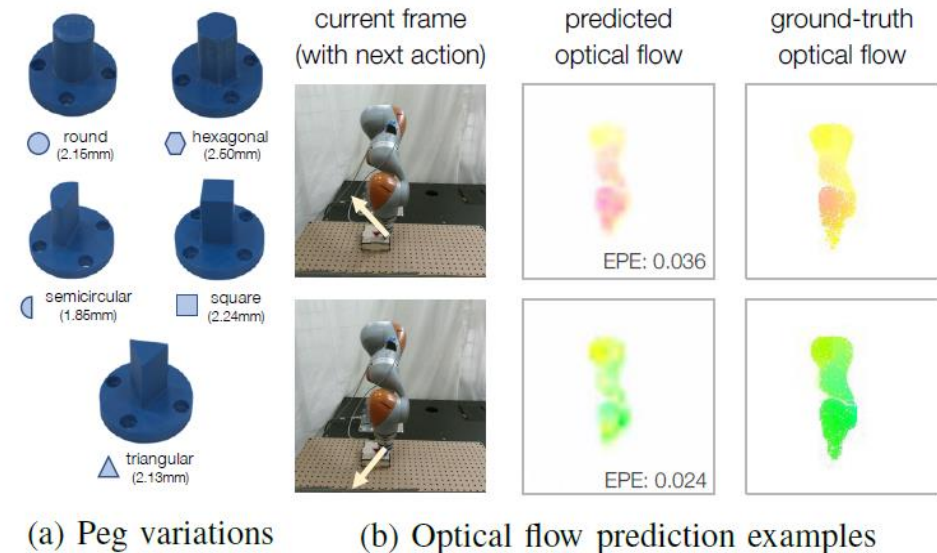 current frame
(with next action)
predicted
optical flow
ground-truth
optical flow
round
(2.15mm)
hexagonal
(2.50mm)
semicircular
(1.85mm)
square
(2.24mm)
triangular
(2.13mm)
EPE: 0.036
EPE: 0.024
(a) Peg variations
(b) Optical flow prediction examples